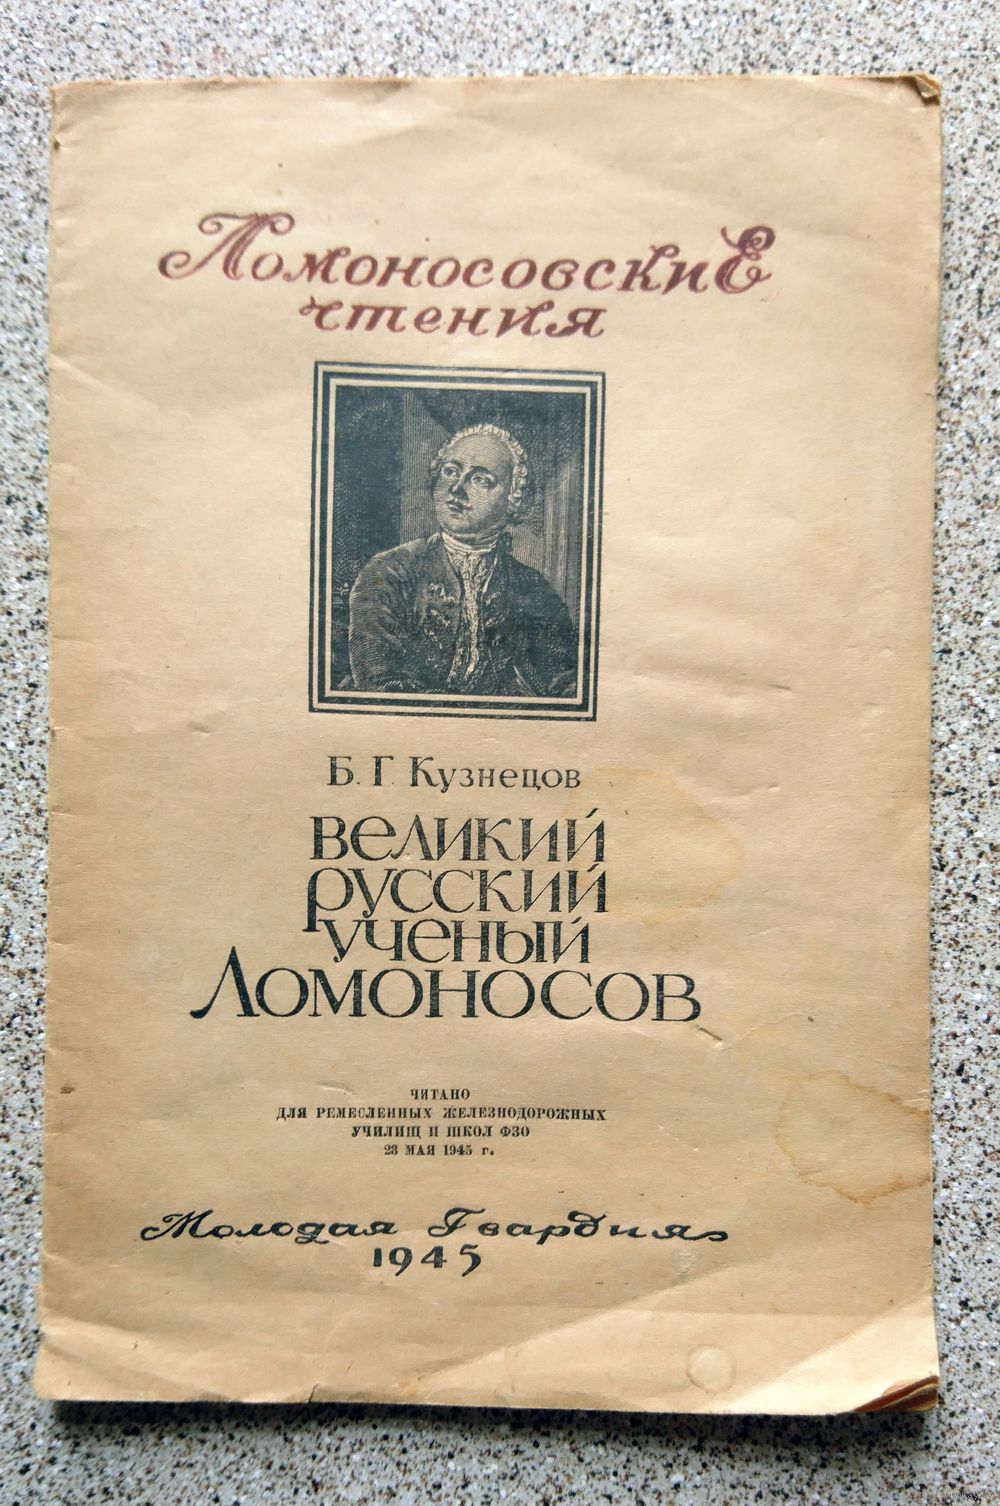 Ломоносовские
чтения
Б. Г. Кузнецов
Великий
русский
ученый
Ломоносов
ЧИТАНО
ДЛЯ РЕМЕСЛЕННЫХ ЖЕЛЕЗНОДОРОЖНЫХ
УЧИЛИЩ И ШКОЛ ФЗО
23 МАЯ 1945 г.
Молодая Гвардия
1945